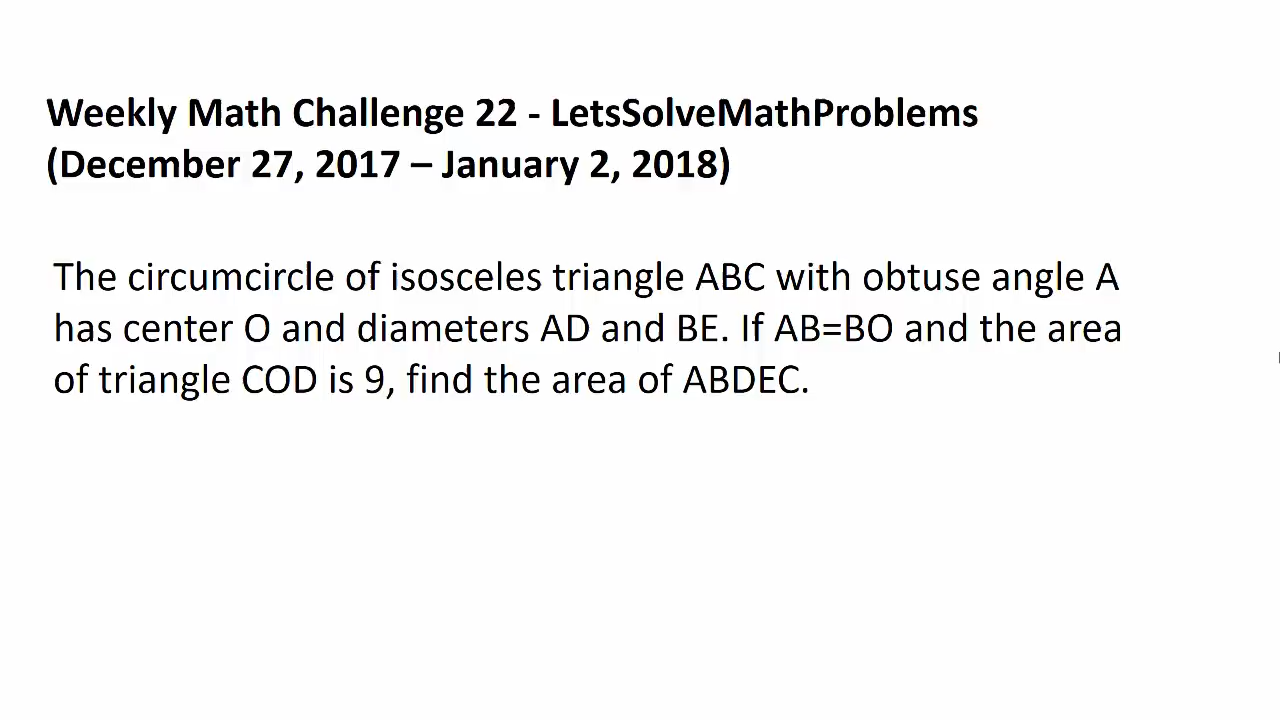 Weekly Math Challenge 22 - LetsSolveMathProblems
(December 27, 2017 – January 2, 2018)
The circumcircle of isosceles triangle ABC with obtuse angle A
has center O and diameters AD and BE. If AB=BO and the area
of triangle COD is 9, find the area of ABDEC.